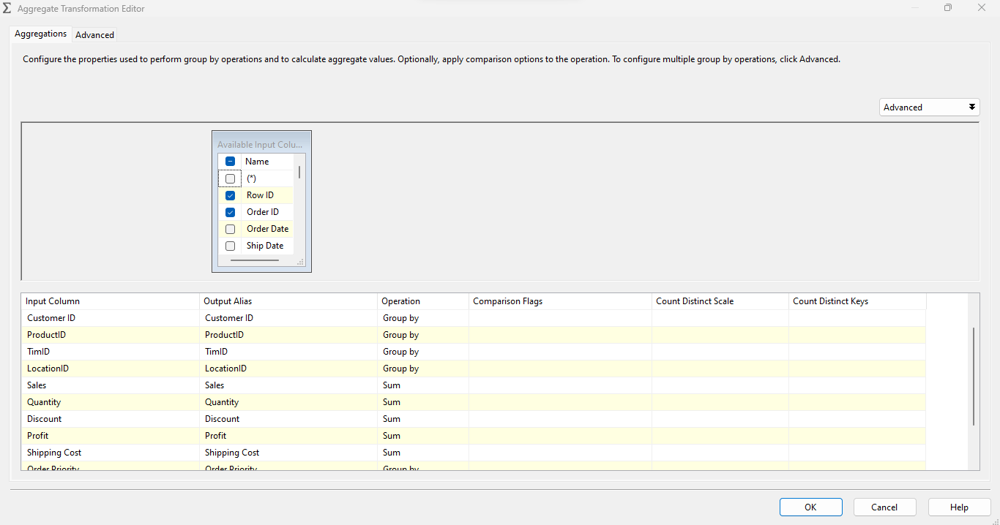 Aggregate Transformation Editor
Aggregations Advanced
Configure the properties used to perform group by operations and to calculate aggregate values. Optionally, apply comparison options to the operation. To configure multiple group by operations, click Advanced.
Advanced
Available Input Colu...
Name
(*)
Row ID
Order ID
Order Date
Ship Date
Input Column Output Alias Operation Comparison Flags Count Distinct Scale Count Distinct Keys
Customer ID Customer ID Group by
ProductID ProductID Group by
TimID TimID Group by
LocationID LocationID Group by
Sales Sales Sum
Quantity Quantity Sum
Discount Discount Sum
Profit Profit Sum
Shipping Cost Shipping Cost Sum
Order Priority Order Priority Group by
OK Cancel Help